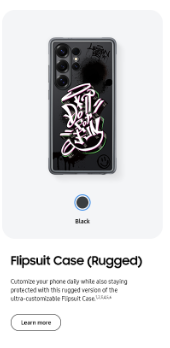 Black
Flipsuit Case (Rugged)
Cutomize your phone daily while also staying
protected with this rugged version of the
ultra-customizable Flipsuit Case.
Learn more